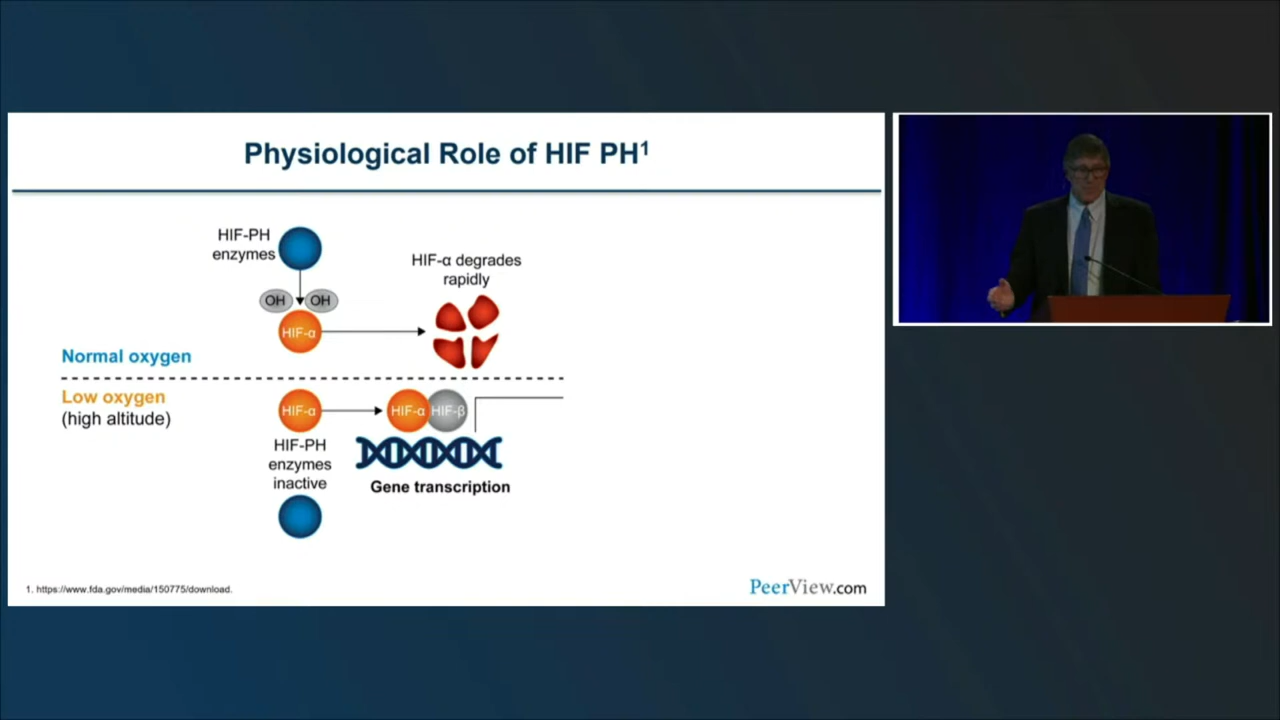 Physiological Role of HIF PH¹
HIF-PH
enzymes
OH
OH
HIF-α
HIF-α degrades
rapidly
Normal oxygen
Low oxygen
(high altitude)
HIF-α
HIF-α
HIF-β
HIF-PH
enzymes
inactive
Gene transcription
1. https://www.fda.gov/media/150775/download.
PeerView.com